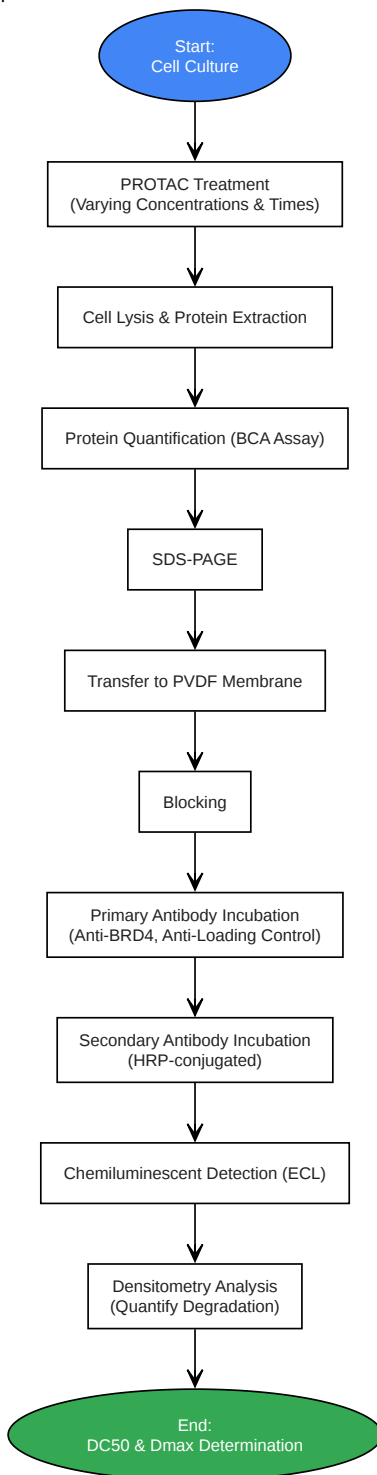 Start:
Cell Culture
PROTAC Treatment
(Varying Concentrations & Times)
Cell Lysis & Protein Extraction
Protein Quantification (BCA Assay)
SDS-PAGE
Transfer to PVDF Membrane
Blocking
Primary Antibody Incubation
(Anti-BRD4, Anti-Loading Control)
Secondary Antibody Incubation
(HRP-conjugated)
Chemiluminescent Detection (ECL)
Densitometry Analysis
(Quantify Degradation)
End:
DC50 & Dmax Determination